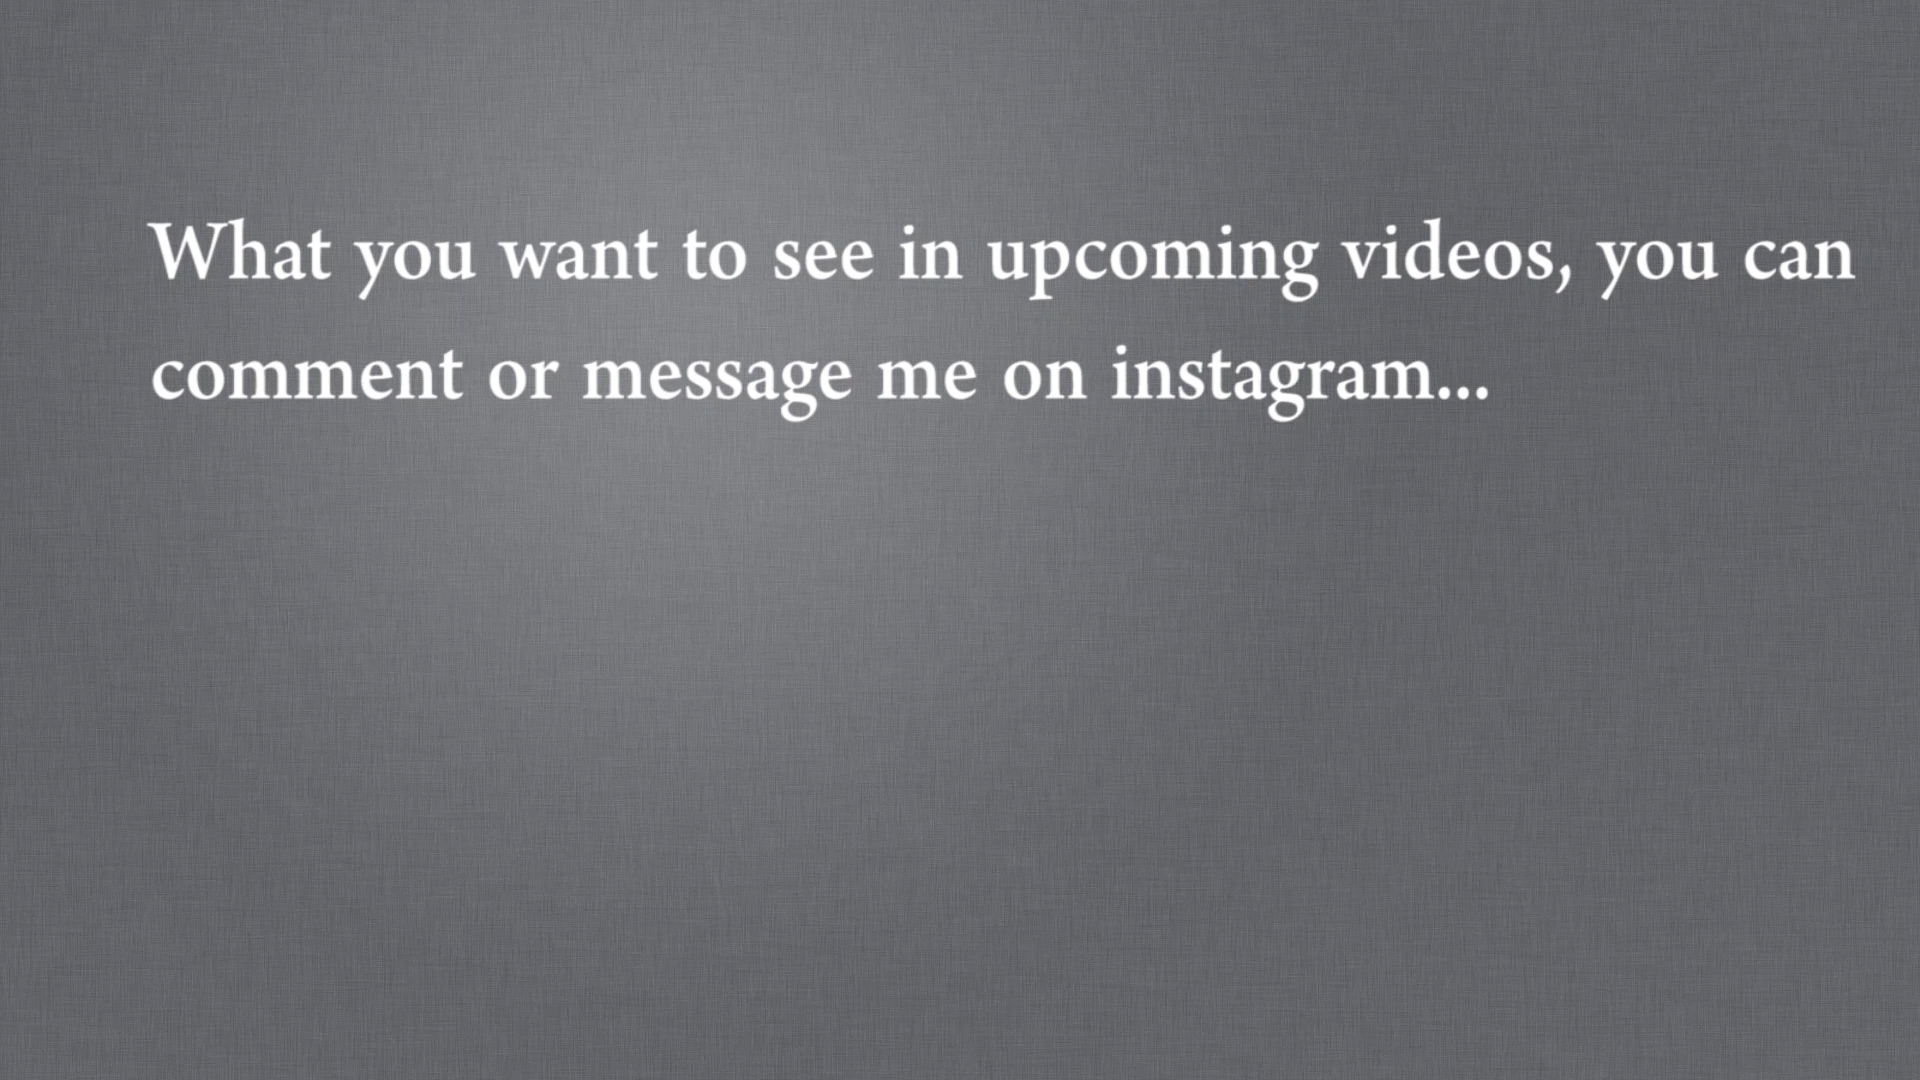 What you want to see in upcoming videos, you can
comment or message me on instagram...